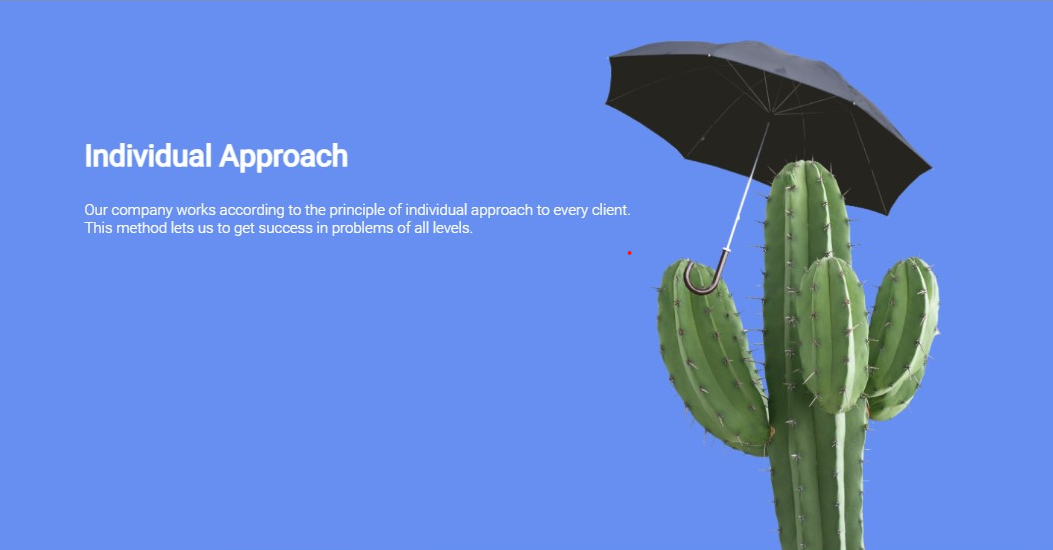 Individual Approach
Our company works according to the principle of individual approach to every client.
This method lets us to get success in problems of all levels.